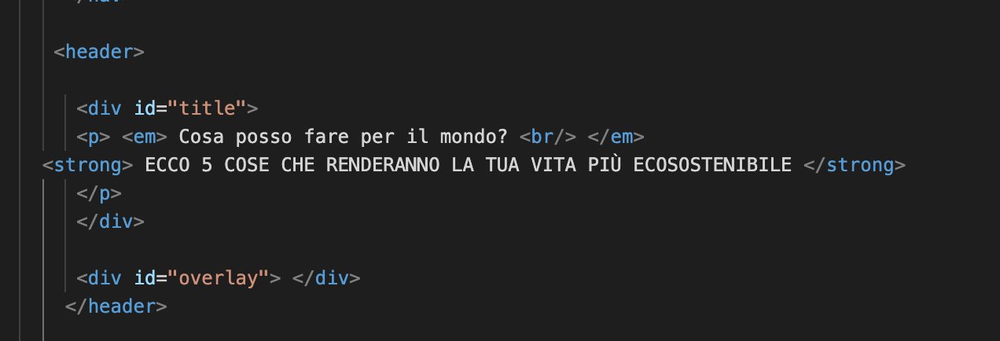 <header>
<div id="title">
<p> <em> Cosa posso fare per il mondo? <br/> </em>
<strong> ECCO 5 COSE CHE RENDERANNO LA TUA VITA PIÙ ECOSOSTENIBILE </strong>
</p>
</div>
<div id="overlay"> </div>
</header>